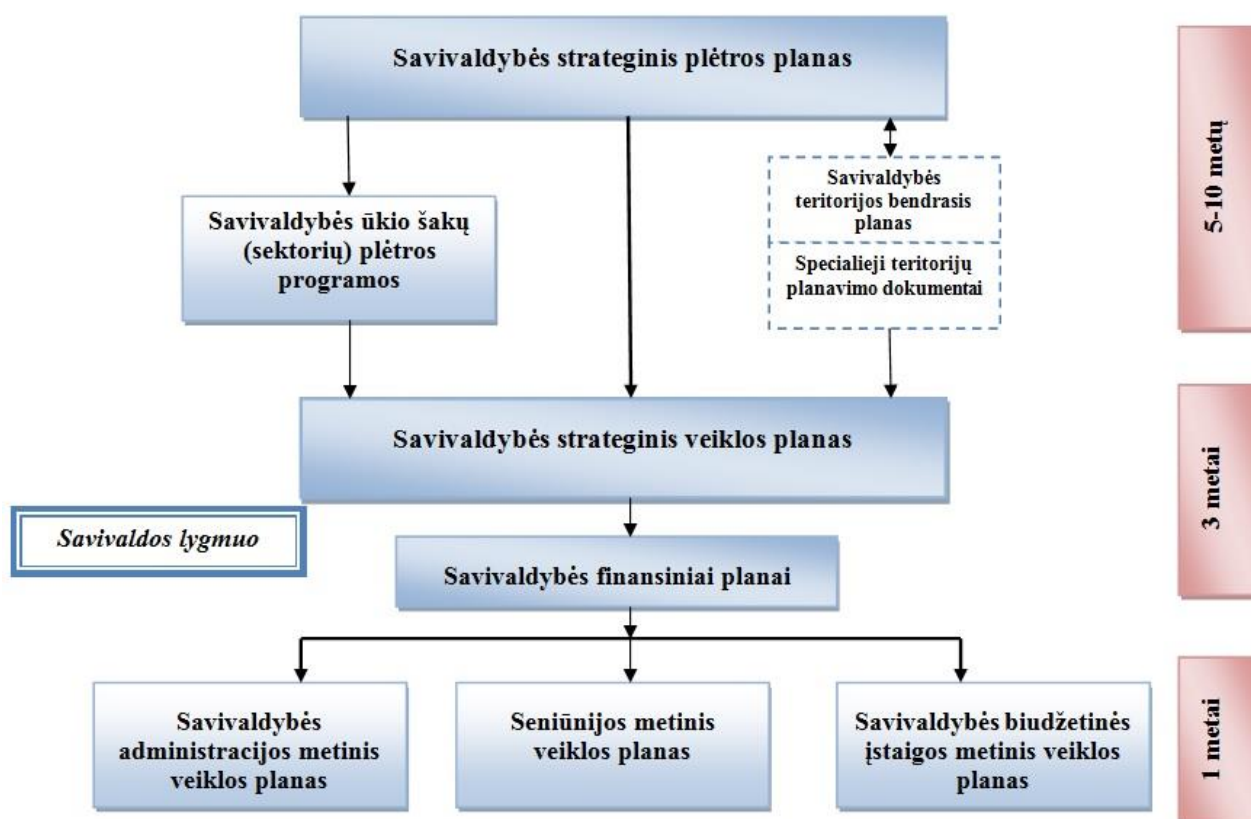 Savivaldybės strateginis plėtros planas
5-10 metų
Savivaldybės ūkio šakų
(sektorių) plėtros
programos
Savivaldybės
teritorijos bendrasis
planas
Specialieji teritorijų
planavimo dokumentai
Savivaldybės strateginis veiklos planas
3 metai
Savivaldos lygmuo
Savivaldybės finansiniai planai
Savivaldybės
administracijos metinis
veiklos planas
Seniūnijos metinis
veiklos planas
Savivaldybės biudžetinės
įstaigos metinis veiklos
planas
1 metai